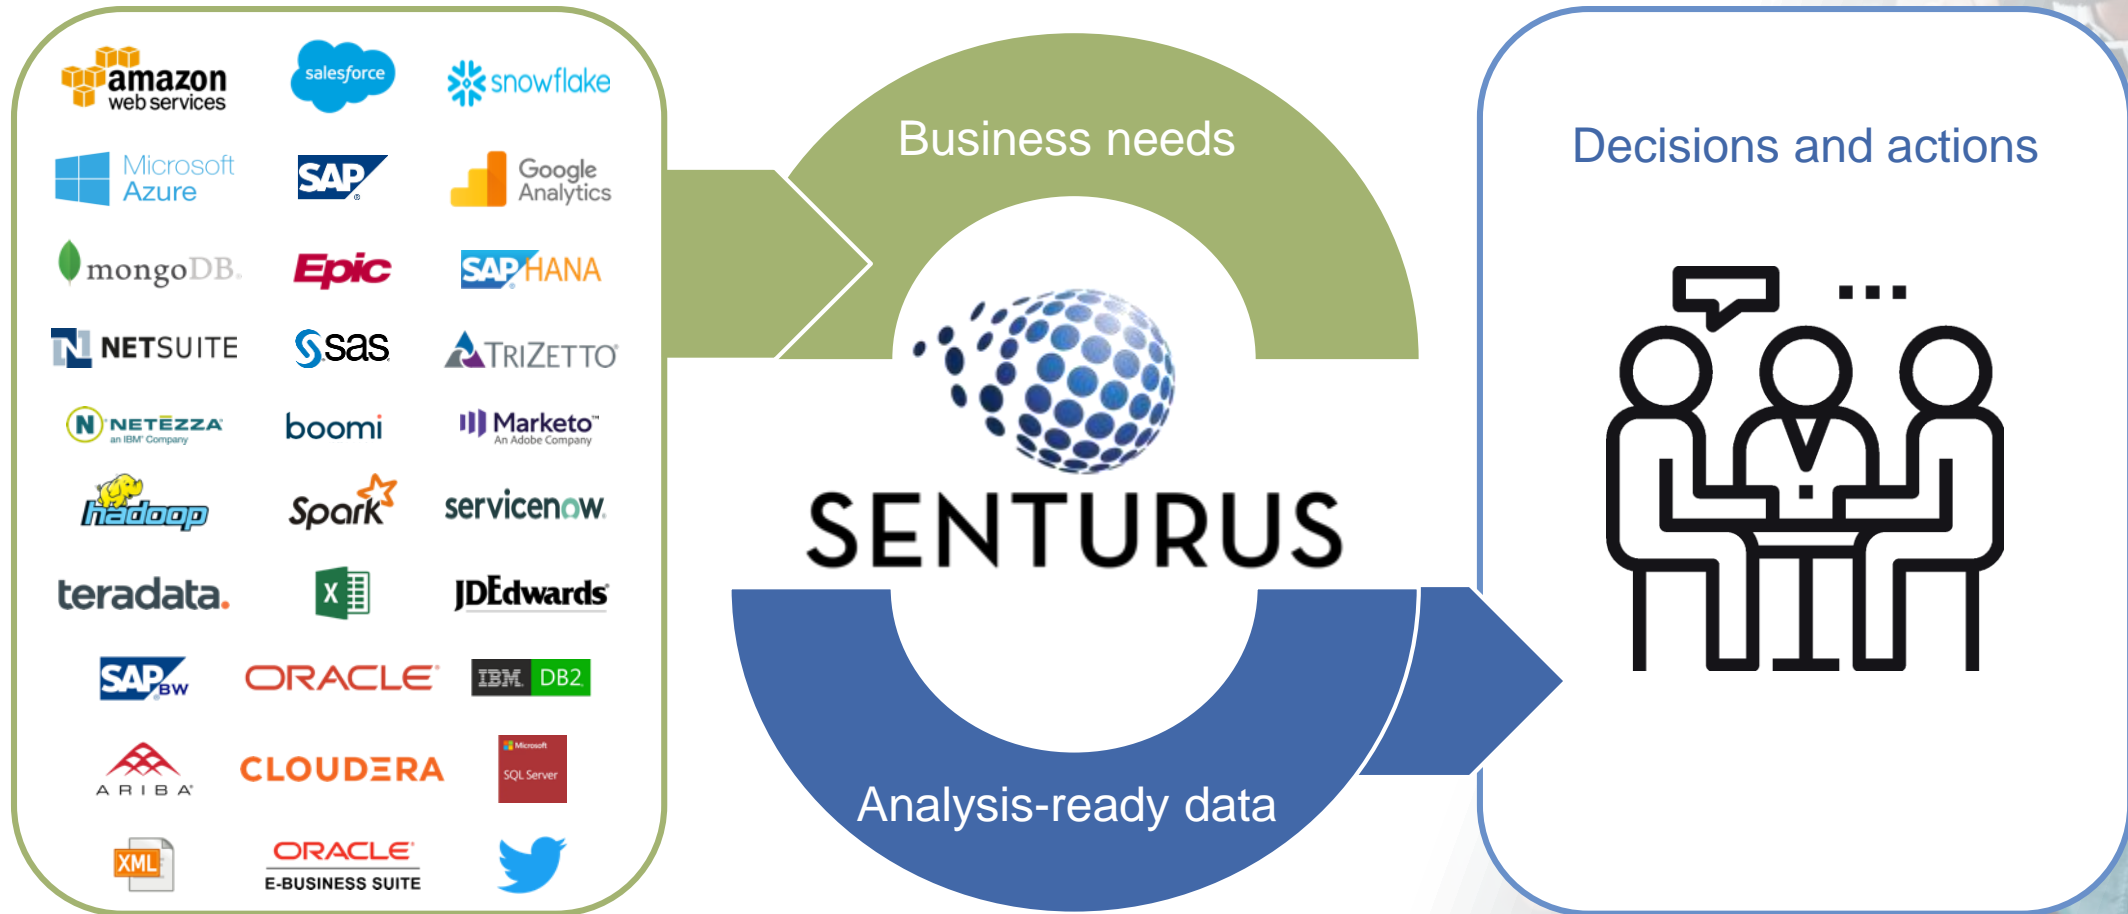 amazon
web services
salesforce
snowflake
Microsoft
Azure
SAP
®
Google
Analytics
mongoDB.
Epic
SAP HANA
®
N NETSUITE
S.sas
TRIZETTO®
N NETĒZZA®
an IBM® Company
boomi
Marketo™
An Adobe Company
hadoop
Spark
servicenow.
teradata.
X
JDEdwards®
SAP BW
ORACLE®
IBM. DB2.
ARIBA®
CLOUDERA
Microsoft
SQL Server
XML
ORACLE®
E-BUSINESS SUITE
Business needs
SENTURUS
Analysis-ready data
Decisions and actions
...